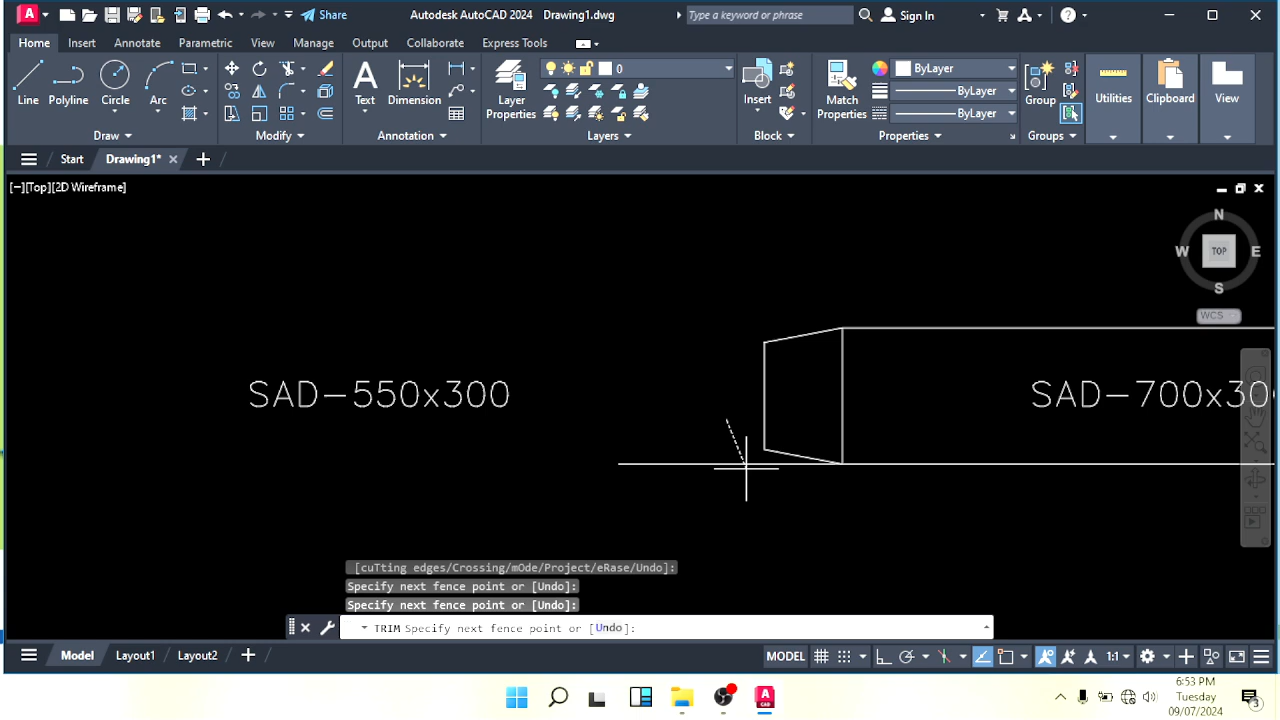 Share
Autodesk AutoCAD 2024 Drawing1.dwg
Type a keyword or phrase
Sign In
Home Insert Annotate Parametric View Manage Output Collaborate Express Tools
0
ByLayer
ByLayer
ByLayer
Line Polyline Circle Arc
Text Dimension
Layer Properties
Insert
Match Properties
Group
Utilities
Clipboard
View
Draw Modify Annotation Layers Block Properties Groups
Start Drawing1*
[−][Top][2D Wireframe]
N
W TOP E
S
WCS
SAD-550x300
SAD-700x30
[cuTting edges/Crossing/mOde/Project/eRase/Undo]:
Specify next fence point or [Undo]:
Specify next fence point or [Undo]:
TRIM Specify next fence point or [Undo]:
Model Layout1 Layout2
MODEL
1:1
6:53 PM
Tuesday
09/07/2024
3